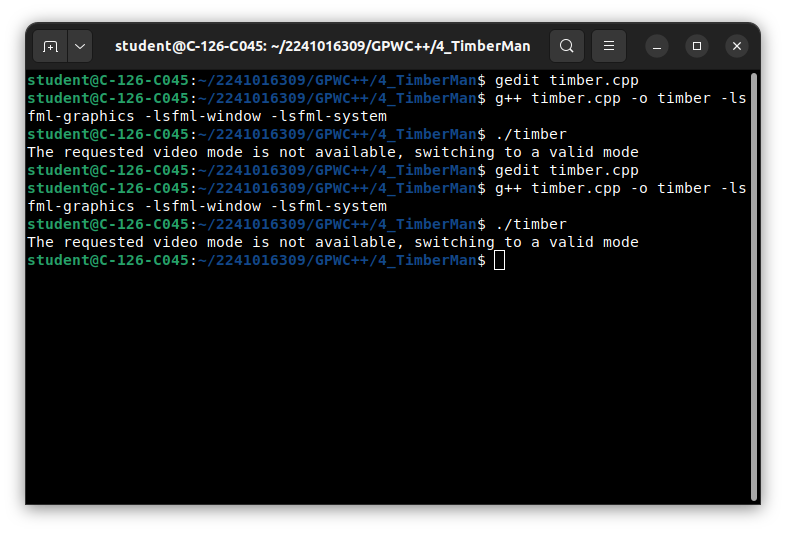 student@C-126-C045: ~/2241016309/GPWC++/4_TimberMan
student@C-126-C045:~/2241016309/GPWC++/4_TimberMan$ gedit timber.cpp
student@C-126-C045:~/2241016309/GPWC++/4_TimberMan$ g++ timber.cpp -o timber -ls
fml-graphics -lsfml-window -lsfml-system
student@C-126-C045:~/2241016309/GPWC++/4_TimberMan$ ./timber
The requested video mode is not available, switching to a valid mode
student@C-126-C045:~/2241016309/GPWC++/4_TimberMan$ gedit timber.cpp
student@C-126-C045:~/2241016309/GPWC++/4_TimberMan$ g++ timber.cpp -o timber -ls
fml-graphics -lsfml-window -lsfml-system
student@C-126-C045:~/2241016309/GPWC++/4_TimberMan$ ./timber
The requested video mode is not available, switching to a valid mode
student@C-126-C045:~/2241016309/GPWC++/4_TimberMan$